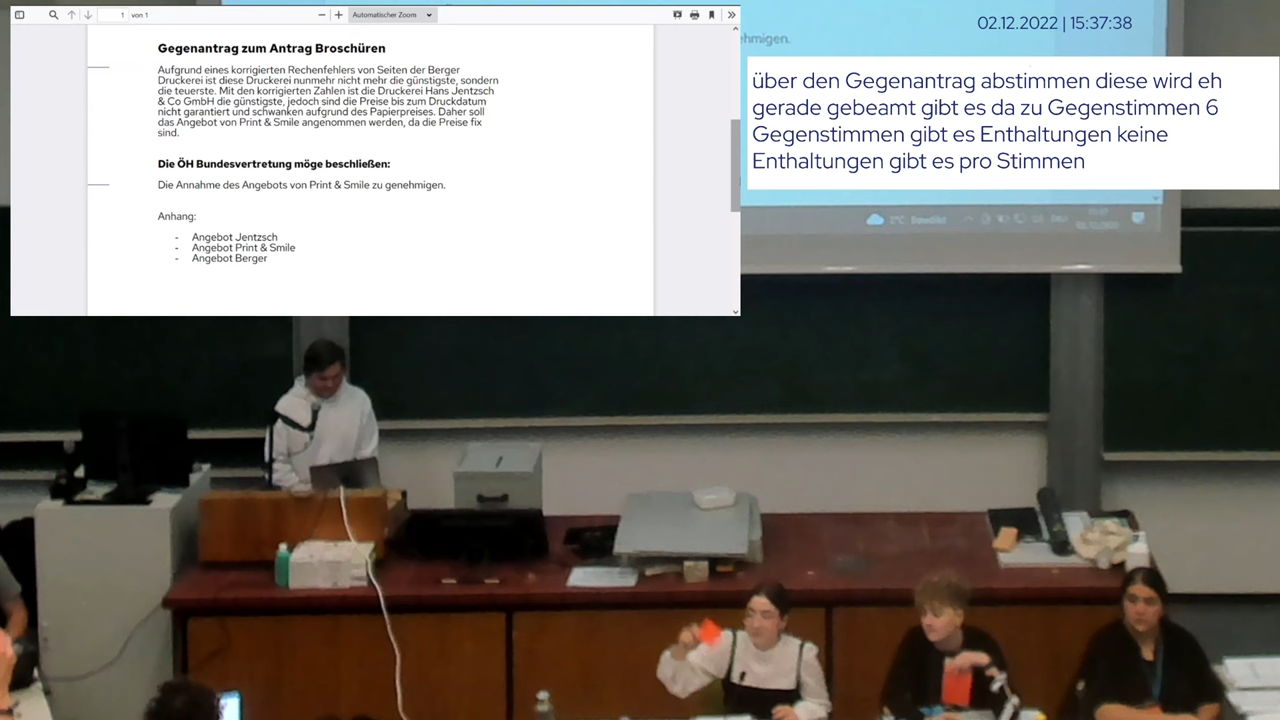 1 von 1
Automatischer Zoom
Gegenantrag zum Antrag Broschüren
Aufgrund eines korrigierten Rechenfehlers von Seiten der Berger
Druckerei ist diese Druckerei nunmehr nicht mehr die günstigste, sondern
die teuerste. Mit den korrigierten Zahlen ist die Druckerei Hans Jentzsch
& Co GmbH die günstigste, jedoch sind die Preise bis zum Druckdatum
nicht garantiert und schwanken aufgrund des Papierpreises. Daher soll
das Angebot von Print & Smile angenommen werden, da die Preise fix
sind.
Die ÖH Bundesvertretung möge beschließen:
Die Annahme des Angebots von Print & Smile zu genehmigen.
Anhang:
- Angebot Jentzsch
- Angebot Print & Smile
- Angebot Berger
02.12.2022 | 15:37:38
hmigen.
über den Gegenantrag abstimmen diese wird eh
gerade gebeamt gibt es da zu Gegenstimmen 6
Gegenstimmen gibt es Enthaltungen keine
Enthaltungen gibt es pro Stimmen